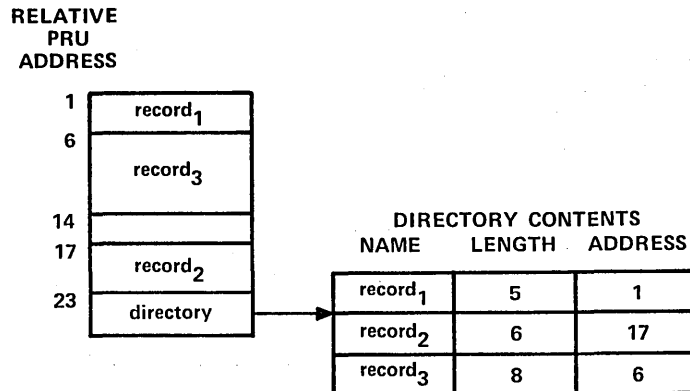 RELATIVE
PRU
ADDRESS
1
record1
6
record3
14
17
record2
23
directory
DIRECTORY CONTENTS
NAME LENGTH ADDRESS
record1 5 1
record2 6 17
record3 8 6